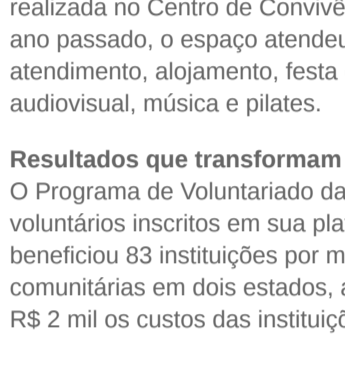 realizada no Centro de Convivê
ano passado, o espaço atendeu
atendimento, alojamento, festa
audiovisual, música e pilates.
Resultados que transformam
O Programa de Voluntariado da
voluntários inscritos em sua pla
beneficiou 83 instituições por m
comunitárias em dois estados,
R$ 2 mil os custos das instituiçõ